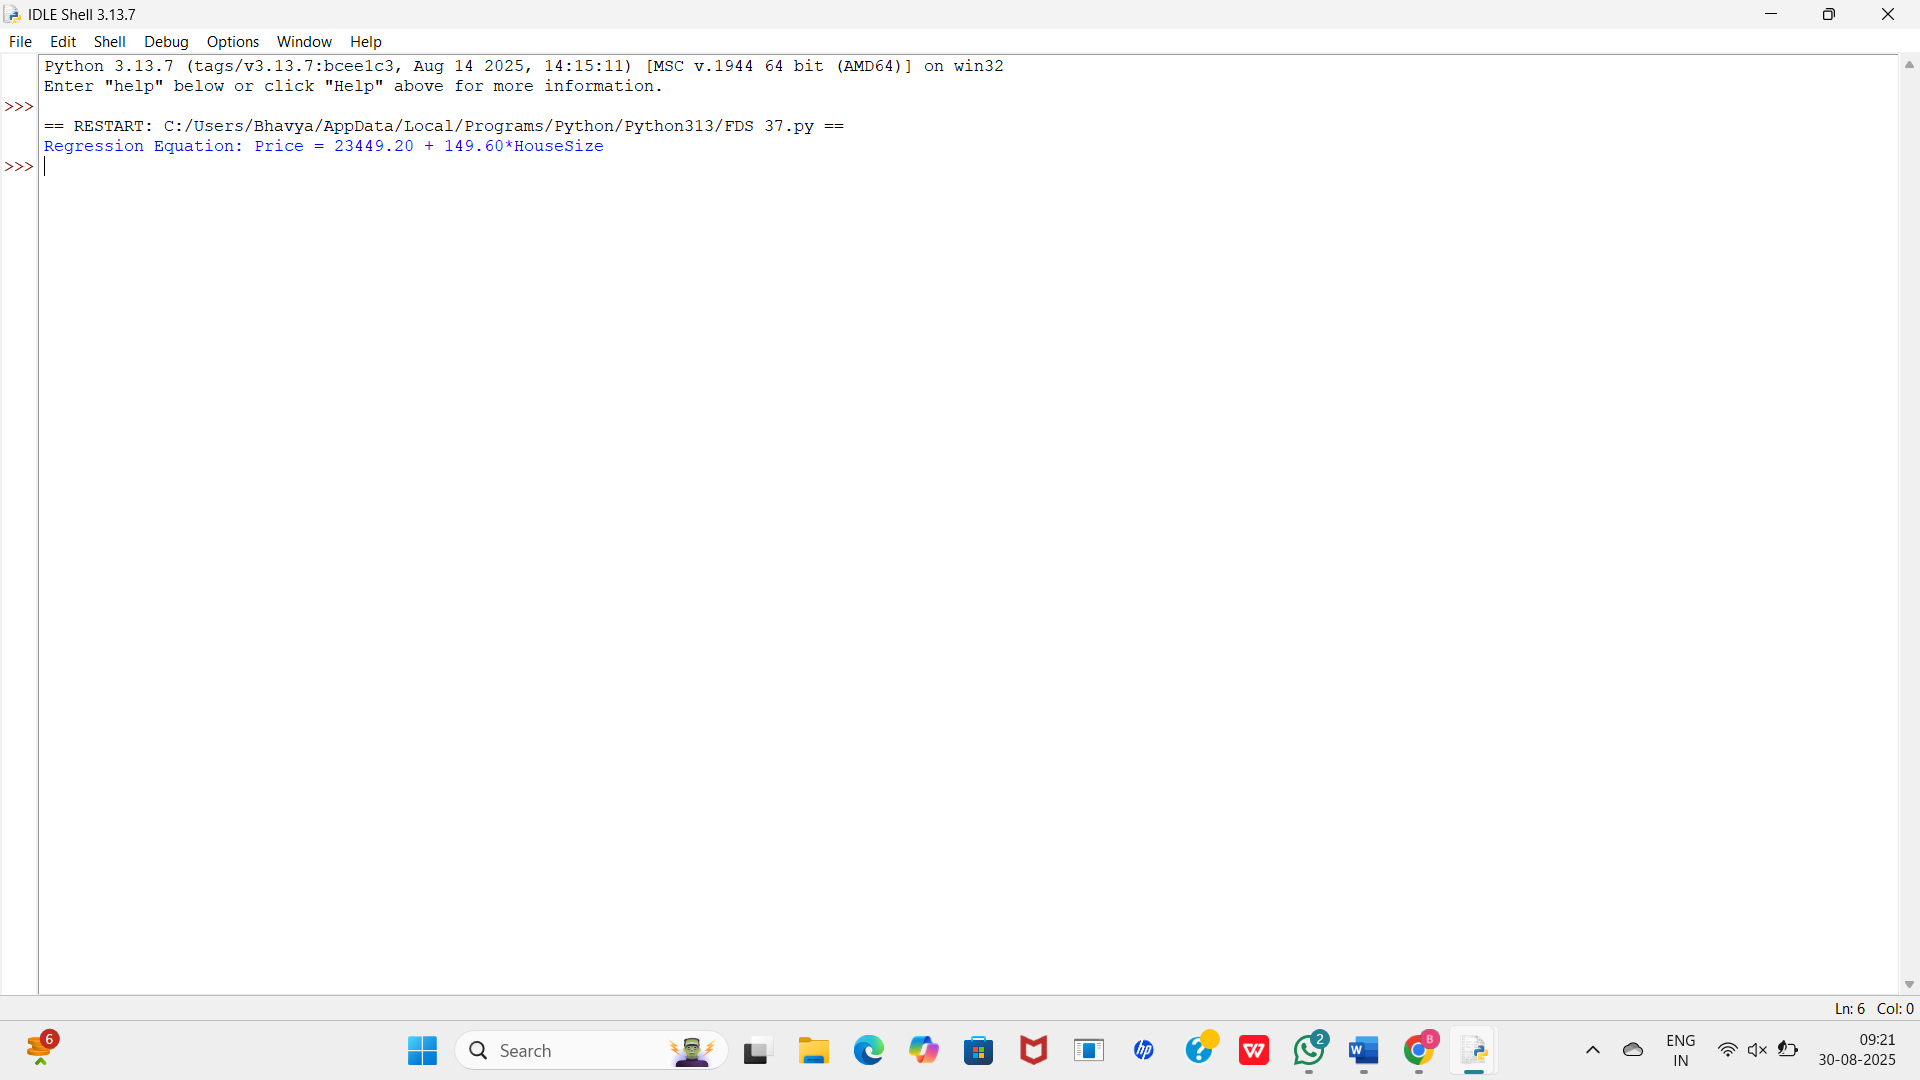 IDLE Shell 3.13.7
File Edit Shell Debug Options Window Help
Python 3.13.7 (tags/v3.13.7:bcee1c3, Aug 14 2025, 14:15:11) [MSC v.1944 64 bit (AMD64)] on win32
Enter "help" below or click "Help" above for more information.
>>>
== RESTART: C:/Users/Bhavya/AppData/Local/Programs/Python/Python313/FDS 37.py ==
Regression Equation: Price = 23449.20 + 149.60*HouseSize
>>>
Ln: 6 Col: 0
6
Search
hp
?
W
2
W
B
ENG
IN
09:21
30-08-2025